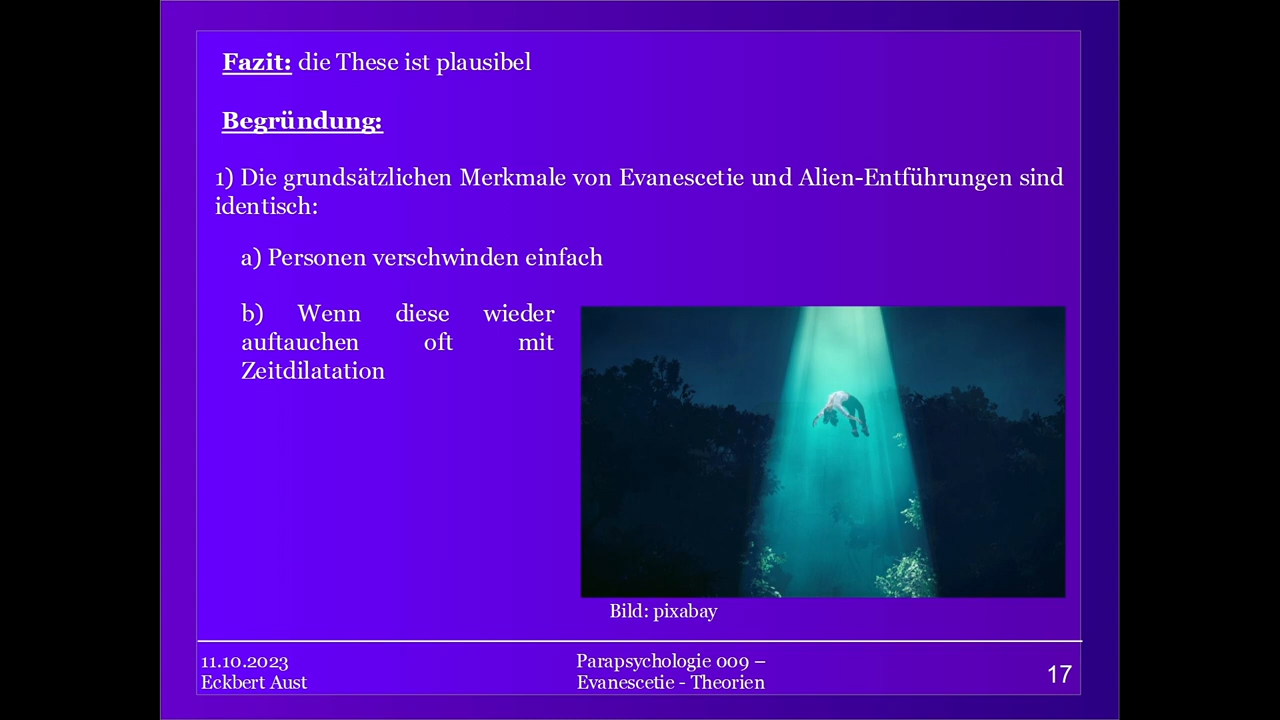 Fazit: die These ist plausibel
Begründung:
1) Die grundsätzlichen Merkmale von Evanescetie und Alien-Entführungen sind
identisch:
a) Personen verschwinden einfach
b) Wenn diese wieder
auftauchen oft mit
Zeitdilatation
Bild: pixabay
11.10.2023
Eckbert Aust
Parapsychologie 009 –
Evanescetie - Theorien
17